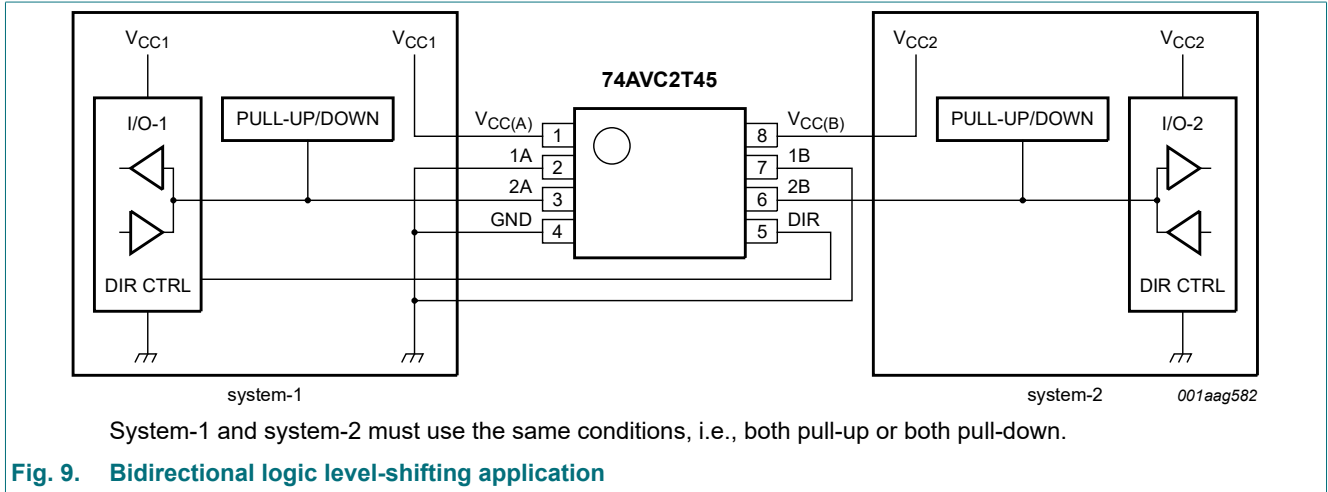 VCC1
VCC1
VCC2
VCC2
74AVC2T45
I/O-1
PULL-UP/DOWN
VCC(A)
1
8
VCC(B)
PULL-UP/DOWN
I/O-2
1A
2
7
1B
2A
3
6
2B
GND
4
5
DIR
DIR CTRL
DIR CTRL
system-1
system-2
001aag582
System-1 and system-2 must use the same conditions, i.e., both pull-up or both pull-down.
Fig. 9. Bidirectional logic level-shifting application